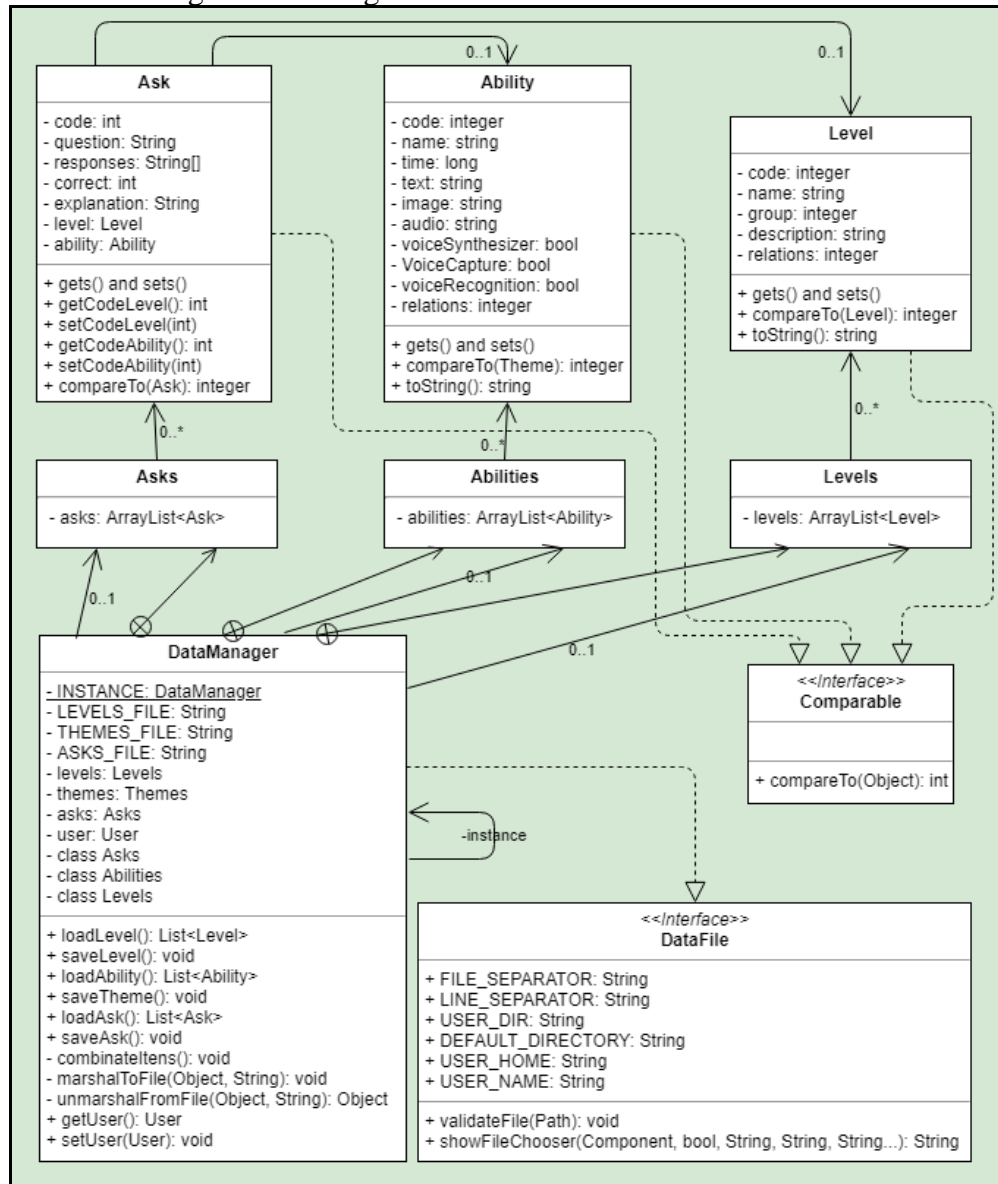 0..1
0..1
Ask
- code: int
- question: String
- responses: String[]
- correct: int
- explanation: String
- level: Level
- ability: Ability
+ gets() and sets()
+ getCodeLevel(): int
+ setCodeLevel(int)
+ getCodeAbility(): int
+ setCodeAbility(int)
+ compareTo(Ask): integer
Ability
- code: integer
- name: string
- time: long
- text: string
- image: string
- audio: string
- voiceSynthesizer: bool
- VoiceCapture: bool
- voiceRecognition: bool
- relations: integer
+ gets() and sets()
+ compareTo(Theme): integer
+ toString(): string
Level
- code: integer
- name: string
- group: integer
- description: string
- relations: integer
+ gets() and sets()
+ compareTo(Level): integer
+ toString(): string
0..*
0..*
0..*
Asks
- asks: ArrayList<Ask>
Abilities
- abilities: ArrayList<Ability>
Levels
- levels: ArrayList<Level>
0..1
0..1
0..1
DataManager
- INSTANCE: DataManager
- LEVELS_FILE: String
- THEMES_FILE: String
- ASKS_FILE: String
- levels: Levels
- themes: Themes
- asks: Asks
- user: User
- class Asks
- class Abilities
- class Levels
+ loadLevel(): List<Level>
+ saveLevel(): void
+ loadAbility(): List<Ability>
+ saveTheme(): void
+ loadAsk(): List<Ask>
+ saveAsk(): void
- combinateItens(): void
- marshalToFile(Object, String): void
- unmarshalFromFile(Object, String): Object
+ getUser(): User
+ setUser(User): void
-instance
<<Interface>>
Comparable
+ compareTo(Object): int
<<Interface>>
DataFile
+ FILE_SEPARATOR: String
+ LINE_SEPARATOR: String
+ USER_DIR: String
+ DEFAULT_DIRECTORY: String
+ USER_HOME: String
+ USER_NAME: String
+ validateFile(Path): void
+ showFileChooser(Component, bool, String, String, String...): String